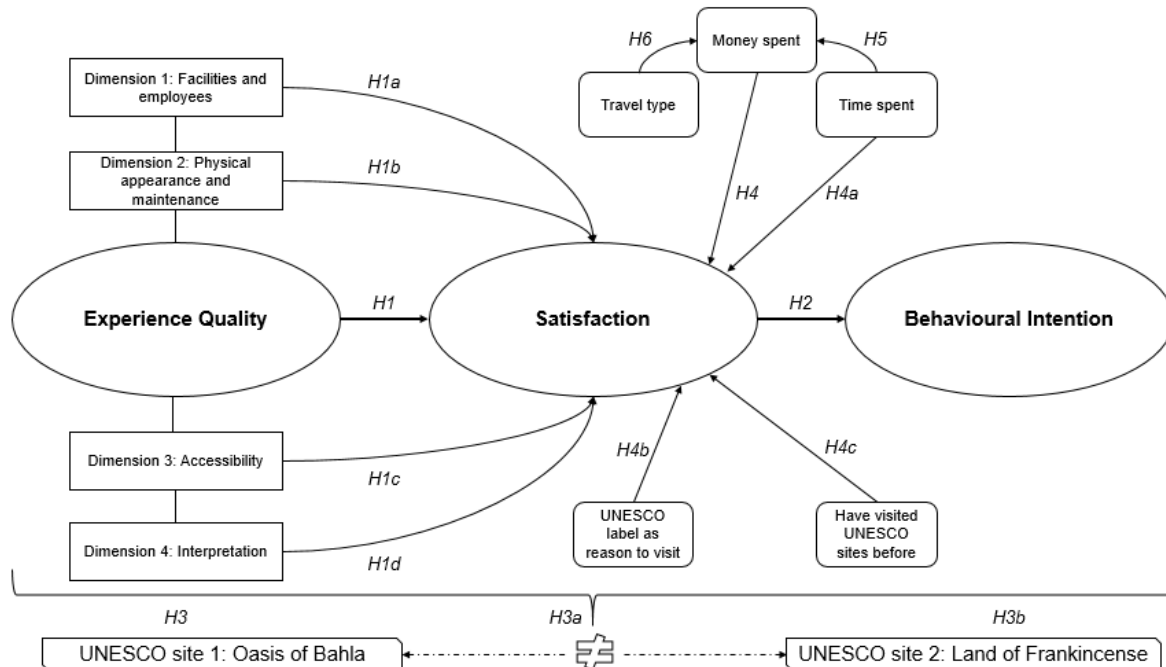 H6
Money spent
H5
Dimension 1: Facilities and
employees
H1a
Travel type
Time spent
Dimension 2: Physical
appearance and
maintenance
H1b
H4
H4a
Experience Quality
H1
Satisfaction
H2
Behavioural Intention
Dimension 3: Accessibility
H1c
H4b
H4c
Dimension 4: Interpretation
H1d
UNESCO
label as
reason to visit
Have visited
UNESCO
sites before
H3
H3a
H3b
UNESCO site 1: Oasis of Bahla
≠
UNESCO site 2: Land of Frankincense